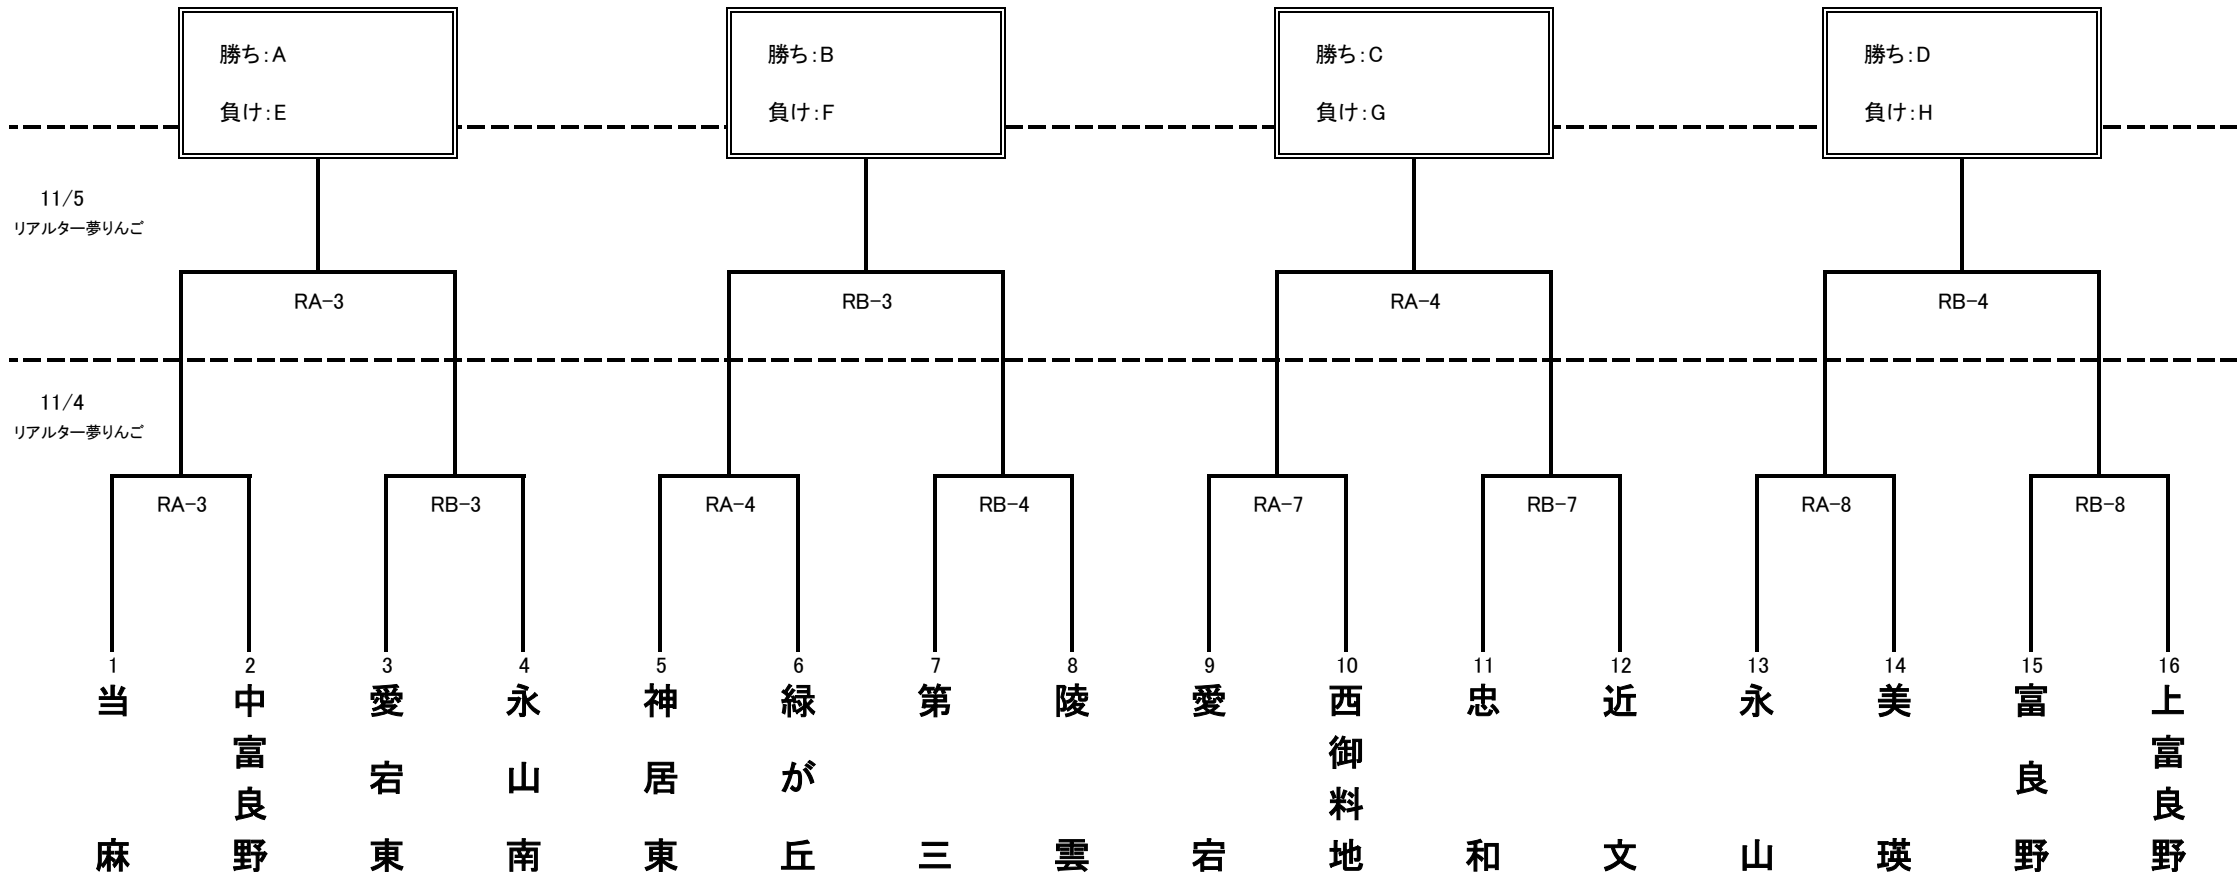 勝ち:A
負け:E
勝ち:B
負け:F
勝ち:C
負け:G
勝ち:D
負け:H
11/5
リアルター夢りんご
RA-3
RB-3
RA-4
RB-4
11/4
リアルター夢りんご
RA-3
RB-3
RA-4
RB-4
RA-7
RB-7
RA-8
RB-8
1
当麻
2
中富良野
3
愛宕東
4
永山南
5
神居東
6
緑が丘
7
第三
8
陵雲
9
愛宕
10
西御料地
11
忠和
12
近文
13
永山
14
美瑛
15
富良野
16
上富良野